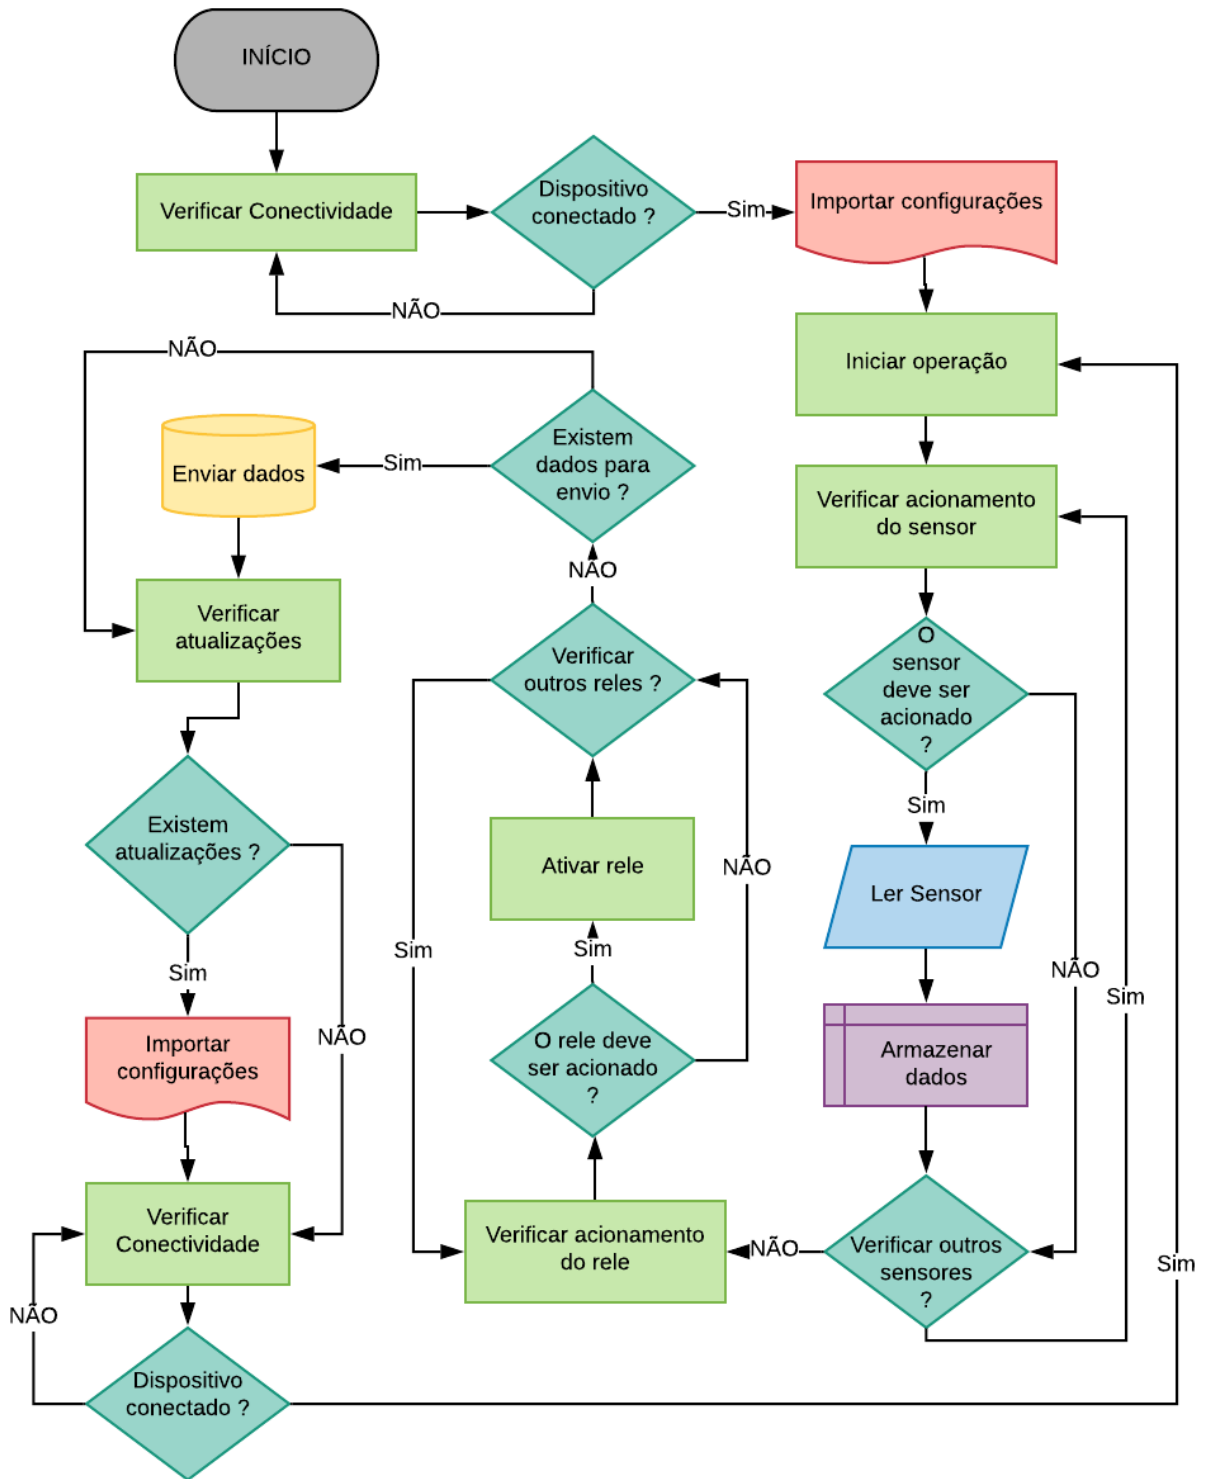 INÍCIO
Verificar Conectividade
Dispositivo
conectado ?
Sim
Importar configurações
NÃO
Iniciar operação
NÃO
Existem
dados para
envio ?
Sim
Enviar dados
Verificar acionamento
do sensor
NÃO
Verificar
atualizações
O
sensor
deve ser
acionado
?
Verificar
outros reles ?
Sim
Existem
atualizações ?
Ativar rele
NÃO
Ler Sensor
Sim
Sim
Sim
NÃO
Sim
Importar
configurações
NÃO
O rele deve
ser acionado
?
Armazenar
dados
Verificar
Conectividade
Verificar acionamento
do rele
NÃO
Verificar outros
sensores
?
Sim
NÃO
Dispositivo
conectado ?